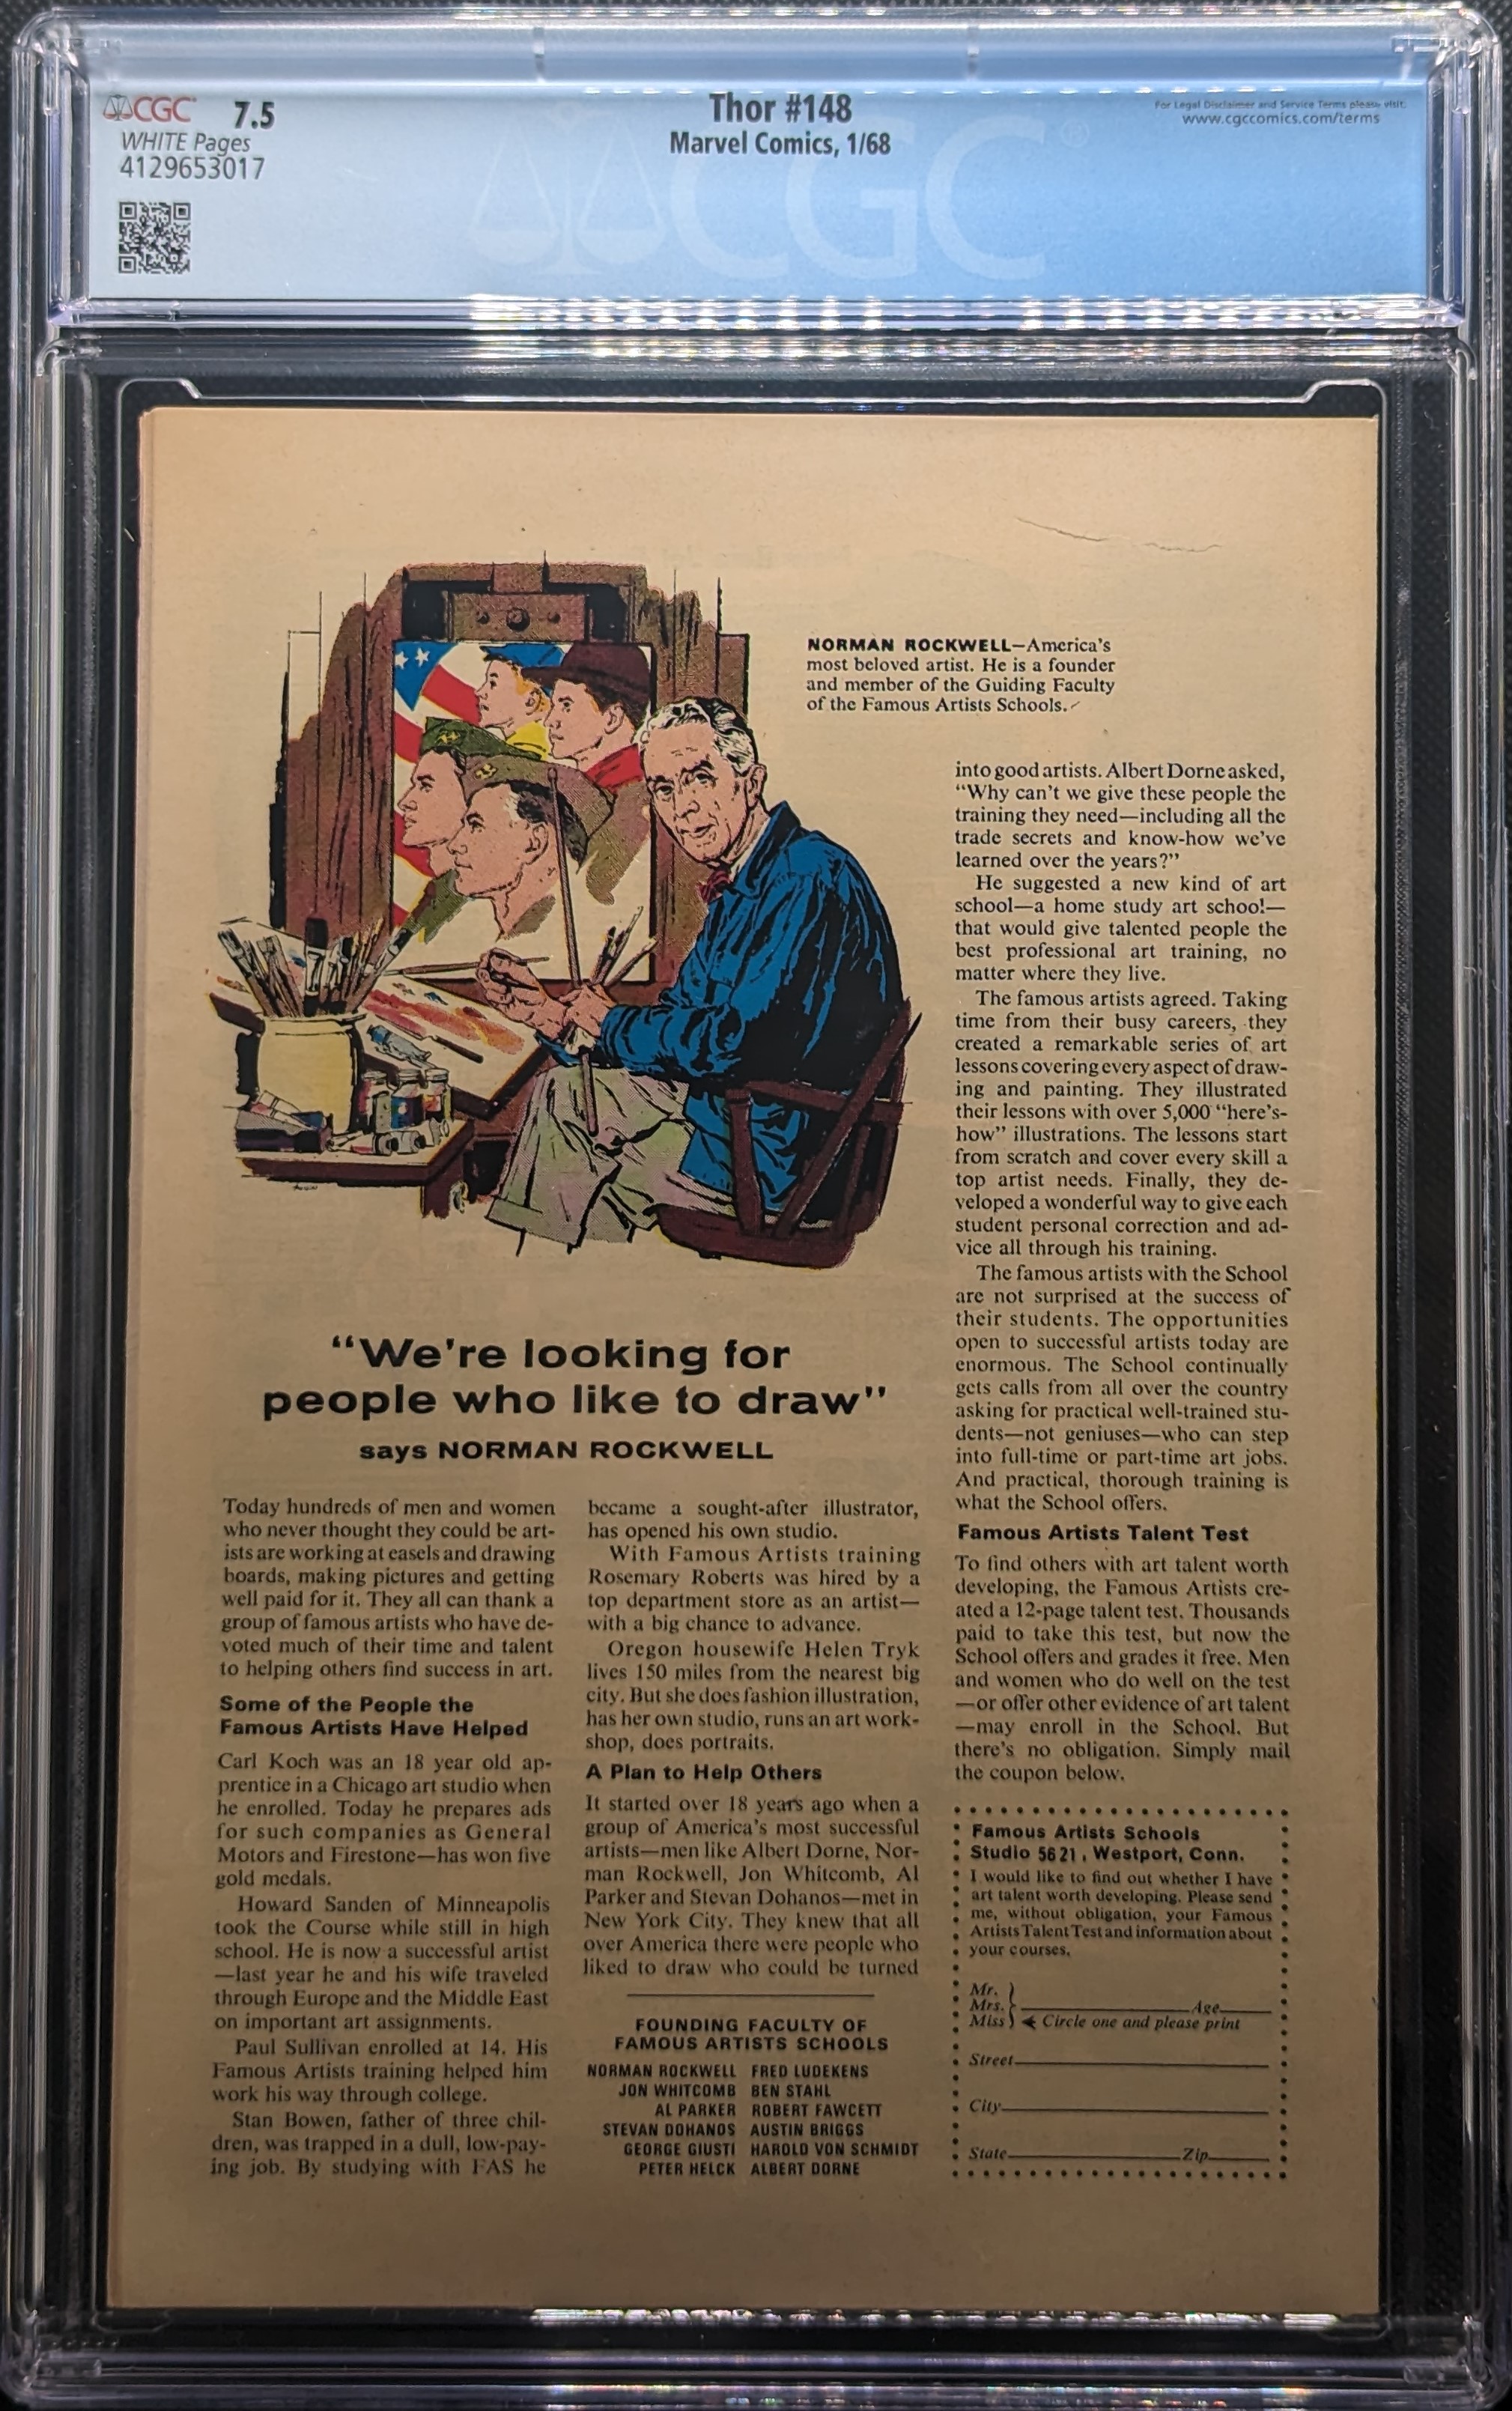 CGC 7.5
WHITE Pages
4129653017
Thor #148
Marvel Comics, 1/68
For Legal Disclaimer and Service Terms please visit:
www.cgccomics.com/terms
CGC
NORMAN ROCKWELL—America's
most beloved artist. He is a founder
and member of the Guiding Faculty
of the Famous Artists Schools.
"We're looking for
people who like to draw"
says NORMAN ROCKWELL
Today hundreds of men and women
who never thought they could be art-
ists are working at easels and drawing
boards, making pictures and getting
well paid for it. They all can thank a
group of famous artists who have de-
voted much of their time and talent
to helping others find success in art.
Some of the People the
Famous Artists Have Helped
Carl Koch was an 18 year old ap-
prentice in a Chicago art studio when
he enrolled. Today he prepares ads
for such companies as General
Motors and Firestone—has won five
gold medals.
Howard Sanden of Minneapolis
took the Course while still in high
school. He is now a successful artist
—last year he and his wife traveled
through Europe and the Middle East
on important art assignments.
Paul Sullivan enrolled at 14. His
Famous Artists training helped him
work his way through college.
Stan Bowen, father of three chil-
dren, was trapped in a dull, low-pay-
ing job. By studying with FAS he
became a sought-after illustrator,
has opened his own studio.
With Famous Artists training
Rosemary Roberts was hired by a
top department store as an artist—
with a big chance to advance.
Oregon housewife Helen Tryk
lives 150 miles from the nearest big
city. But she does fashion illustration,
has her own studio, runs an art work-
shop, does portraits.
A Plan to Help Others
It started over 18 years ago when a
group of America's most successful
artists—men like Albert Dorne, Nor-
man Rockwell, Jon Whitcomb, Al
Parker and Stevan Dohanos—met in
New York City. They knew that all
over America there were people who
liked to draw who could be turned
FOUNDING FACULTY OF
FAMOUS ARTISTS SCHOOLS
NORMAN ROCKWELL FRED LUDEKENS
JON WHITCOMB BEN STAHL
AL PARKER ROBERT FAWCETT
STEVAN DOHANOS AUSTIN BRIGGS
GEORGE GIUSTI HAROLD VON SCHMIDT
PETER HELCK ALBERT DORNE
into good artists. Albert Dorne asked,
"Why can't we give these people the
training they need—including all the
trade secrets and know-how we've
learned over the years?"
He suggested a new kind of art
school—a home study art school—
that would give talented people the
best professional art training, no
matter where they live.
The famous artists agreed. Taking
time from their busy careers, they
created a remarkable series of art
lessons covering every aspect of draw-
ing and painting. They illustrated
their lessons with over 5,000 "here's-
how" illustrations. The lessons start
from scratch and cover every skill a
top artist needs. Finally, they de-
veloped a wonderful way to give each
student personal correction and ad-
vice all through his training.
The famous artists with the School
are not surprised at the success of
their students. The opportunities
open to successful artists today are
enormous. The School continually
gets calls from all over the country
asking for practical well-trained stu-
dents—not geniuses—who can step
into full-time or part-time art jobs.
And practical, thorough training is
what the School offers.
Famous Artists Talent Test
To find others with art talent worth
developing, the Famous Artists cre-
ated a 12-page talent test. Thousands
paid to take this test, but now the
School offers and grades it free. Men
and women who do well on the test
—or offer other evidence of art talent
—may enroll in the School. But
there's no obligation. Simply mail
the coupon below.
Famous Artists Schools
Studio 5621, Westport, Conn.
I would like to find out whether I have
art talent worth developing. Please send
me, without obligation, your Famous
Artists Talent Test and information about
your courses.
Mr.
Mrs. Age
Miss Circle one and please print
Street
City
State Zip